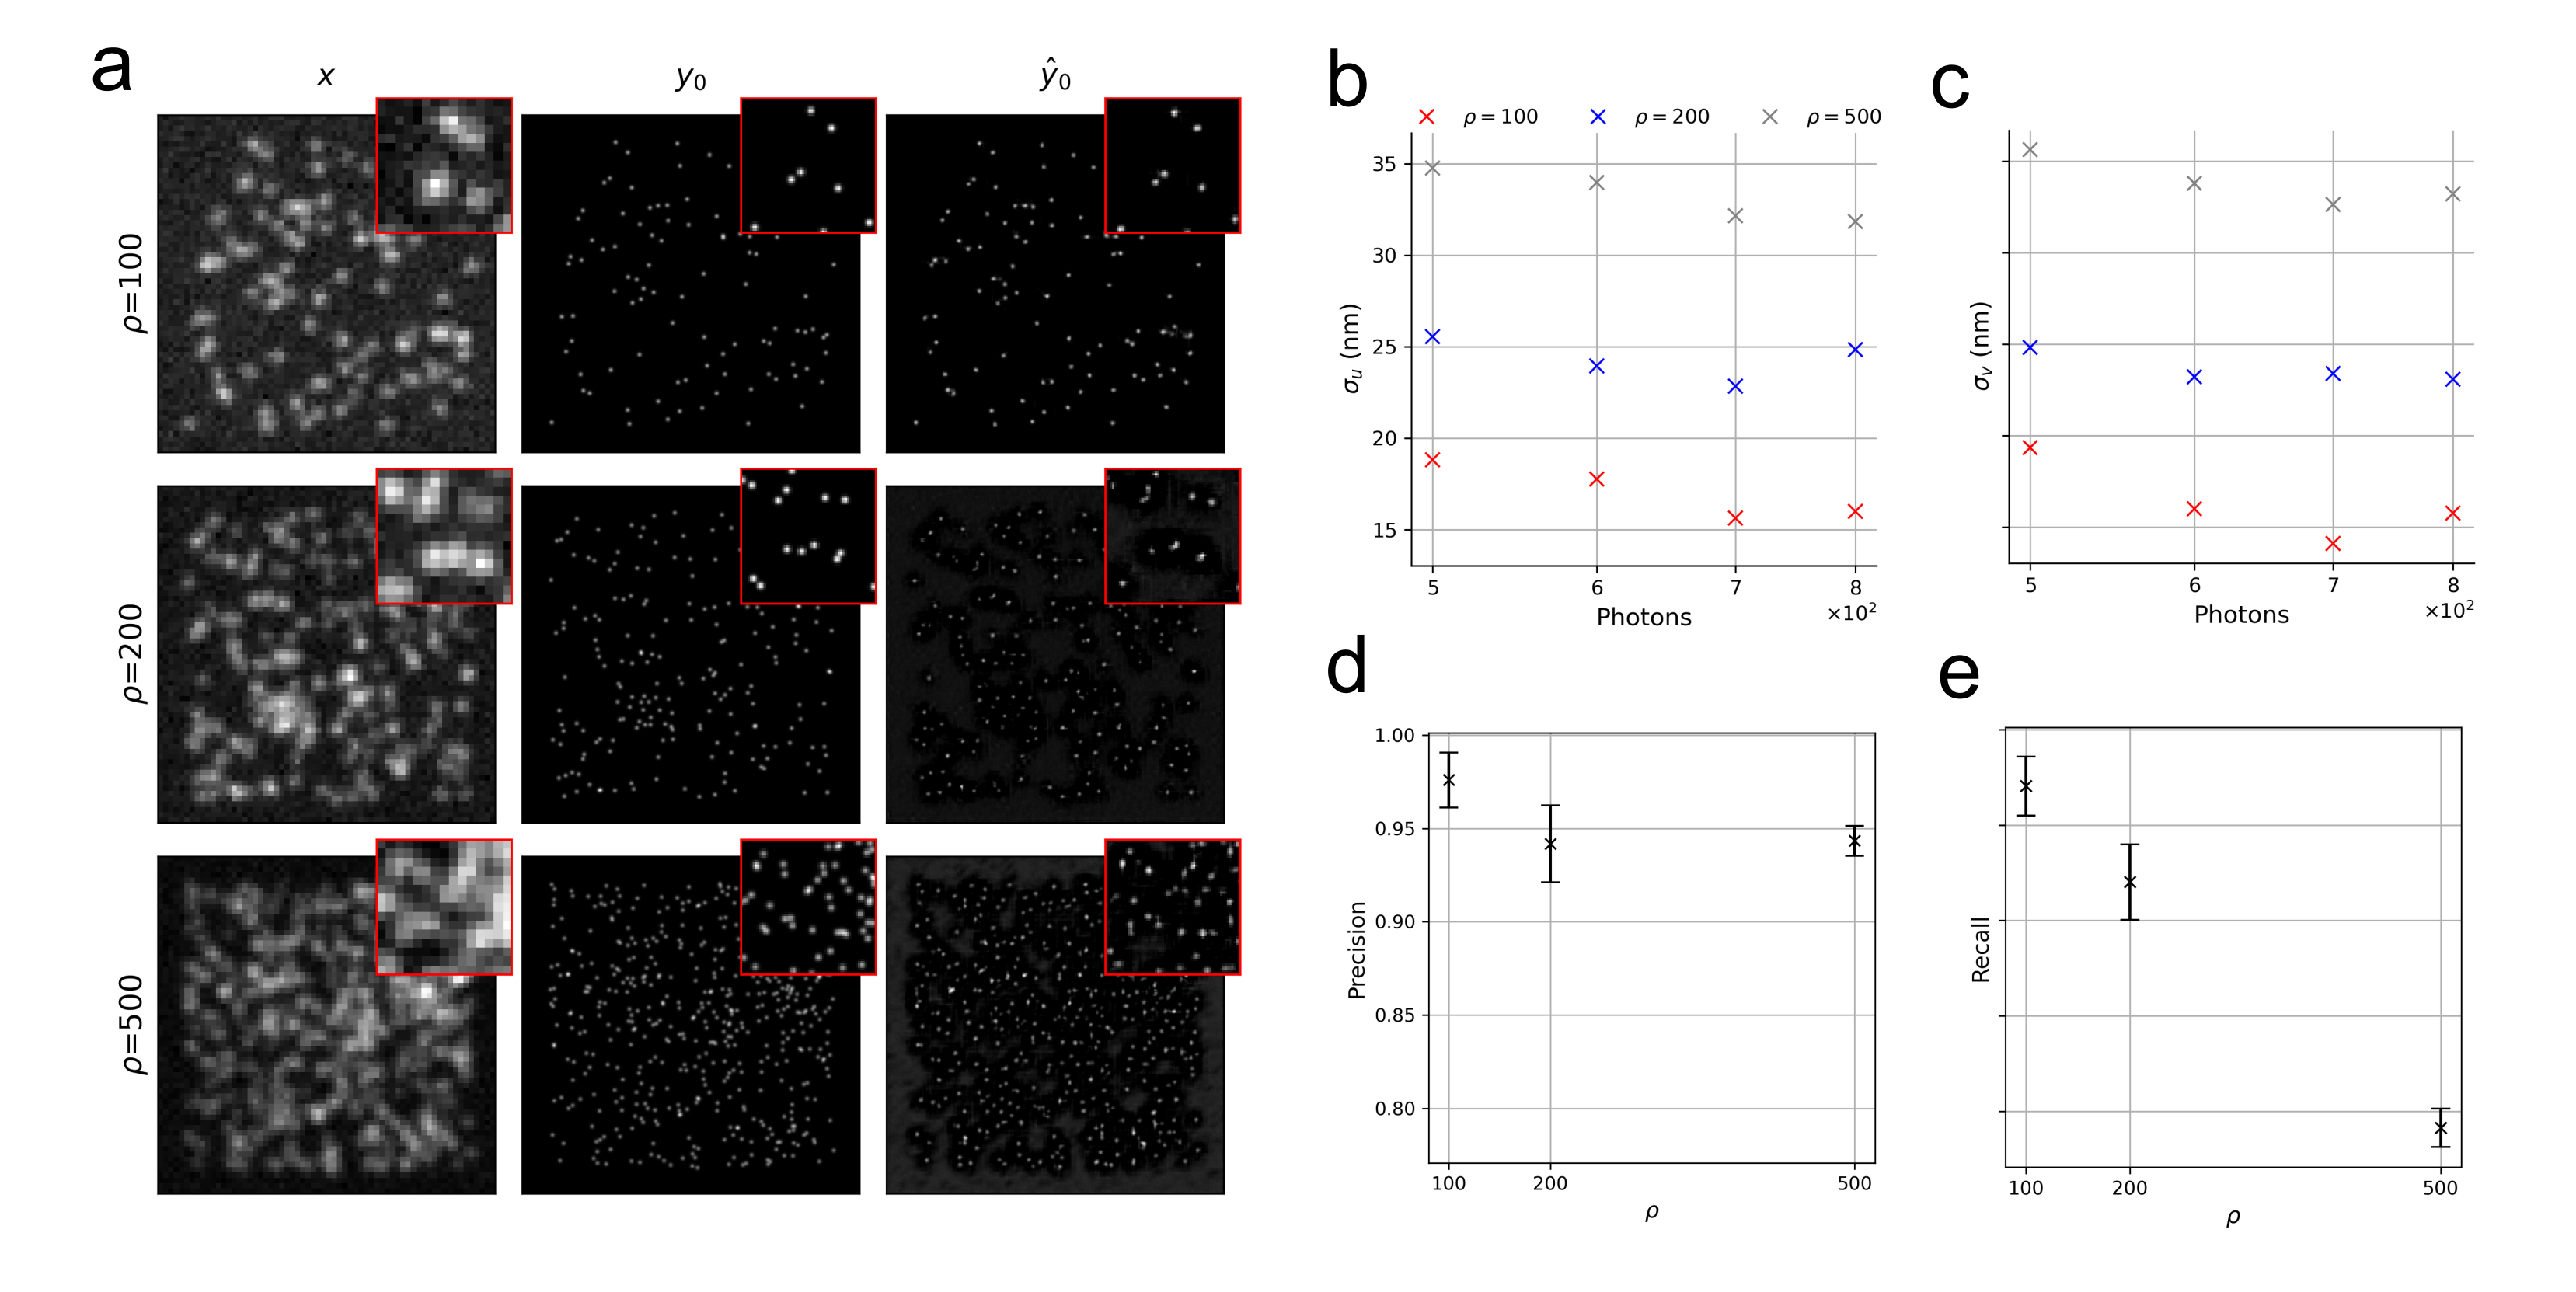 a
x
y₀
ŷ₀
ρ=100
ρ=200
ρ=500
b
ρ = 100
ρ = 200
ρ = 500
35
30
25
20
15
σᵤ (nm)
5
6
7
8
Photons
×10²
c
σᵥ (nm)
5
6
7
8
Photons
×10²
d
1.00
0.95
0.90
0.85
0.80
Precision
100
200
500
ρ
e
Recall
100
200
500
ρ